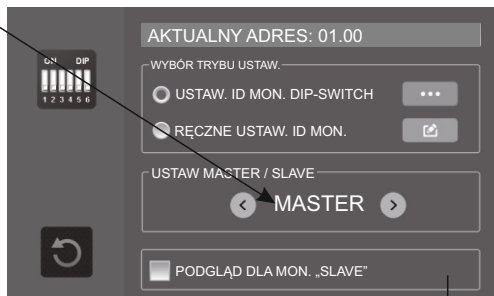 AKTUALNY ADRES: 01.00
ON DIP
1 2 3 4 5 6
WYBÓR TRYBU USTAW.
USTAW. ID MON. DIP-SWITCH
RĘCZNE USTAW. ID MON.
USTAW MASTER / SLAVE
MASTER
PODGLĄD DLA MON. „SLAVE”